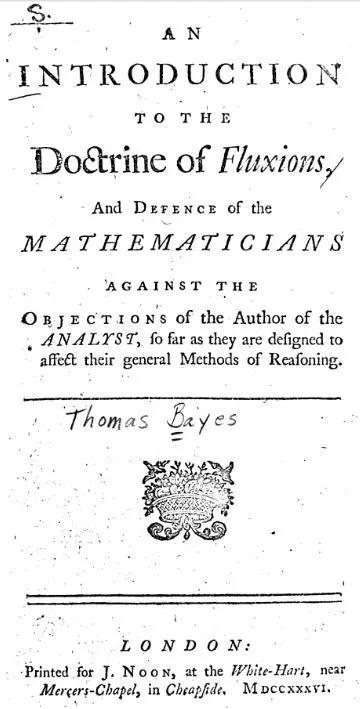 S.
AN
INTRODUCTION
TO THE
Doctrine of Fluxions,
And DEFENCE of the
MATHEMATICIANS
AGAINST THE
OBJECTIONS of the Author of the
ANALYST, ſo far as they are deſigned to
affect their general Methods of Reaſoning.
Thomas Bayes
LONDON:
Printed for J. NOON, at the White-Hart, near
Mercers-Chapel, in Cheapſide. MDCCXXXVI.